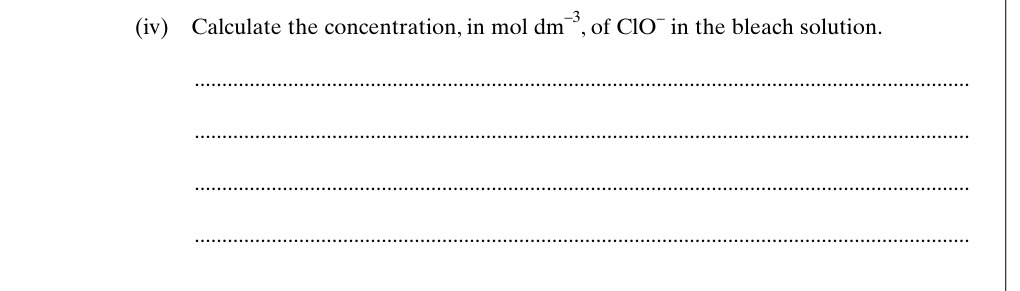 (iv) Calculate the concentration, in mol dm⁻³, of ClO⁻ in the bleach solution.